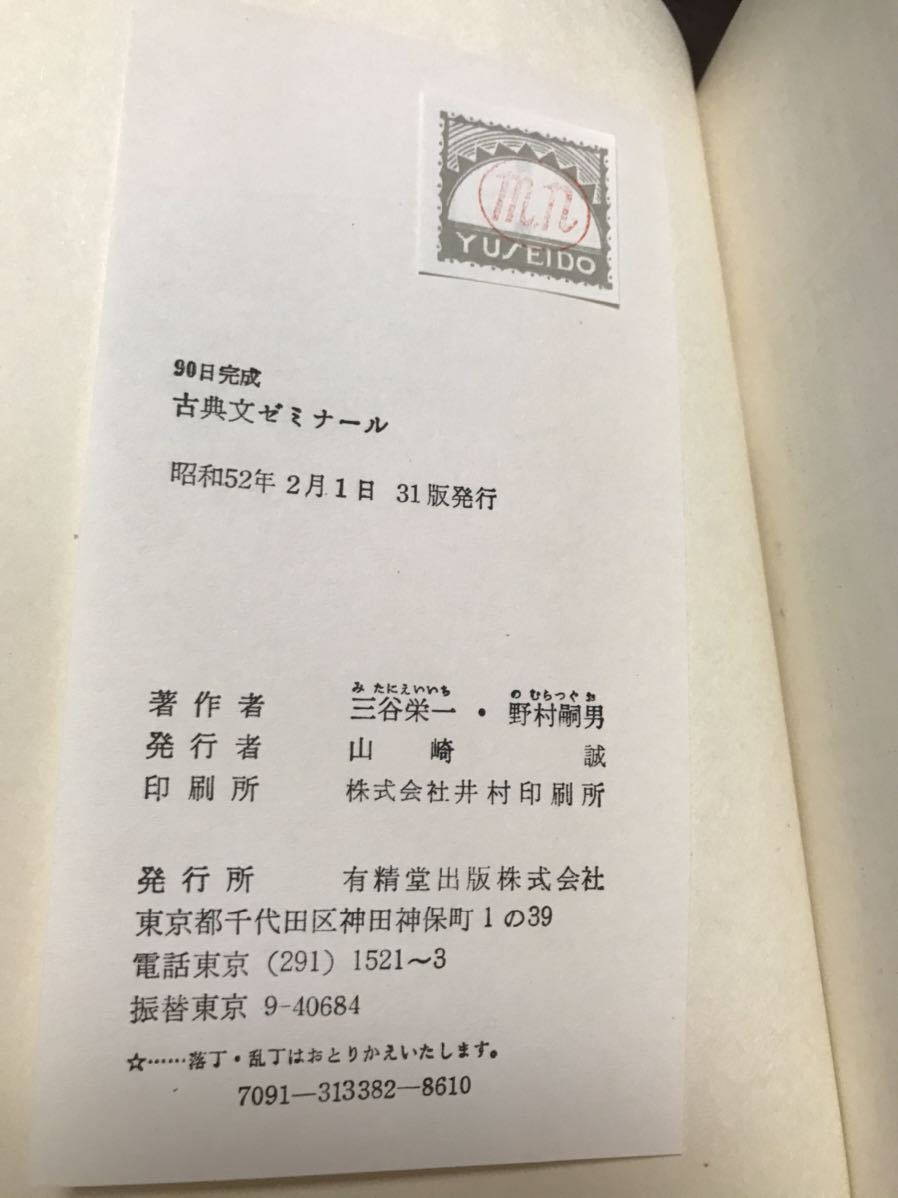 m.n
YUSEIDO
90日完成
古典文ゼミナール
昭和52年 2月1日 31版発行
みたにえいいち のむらつぐお
著作者 三谷栄一・野村嗣男
発行者 山崎 誠
印刷所 株式会社井村印刷所
発行所 有精堂出版株式会社
東京都千代田区神田神保町1の39
電話東京 (291) 1521〜3
振替東京 9-40684
☆……落丁・乱丁はおとりかえいたします。
7091—313382—8610